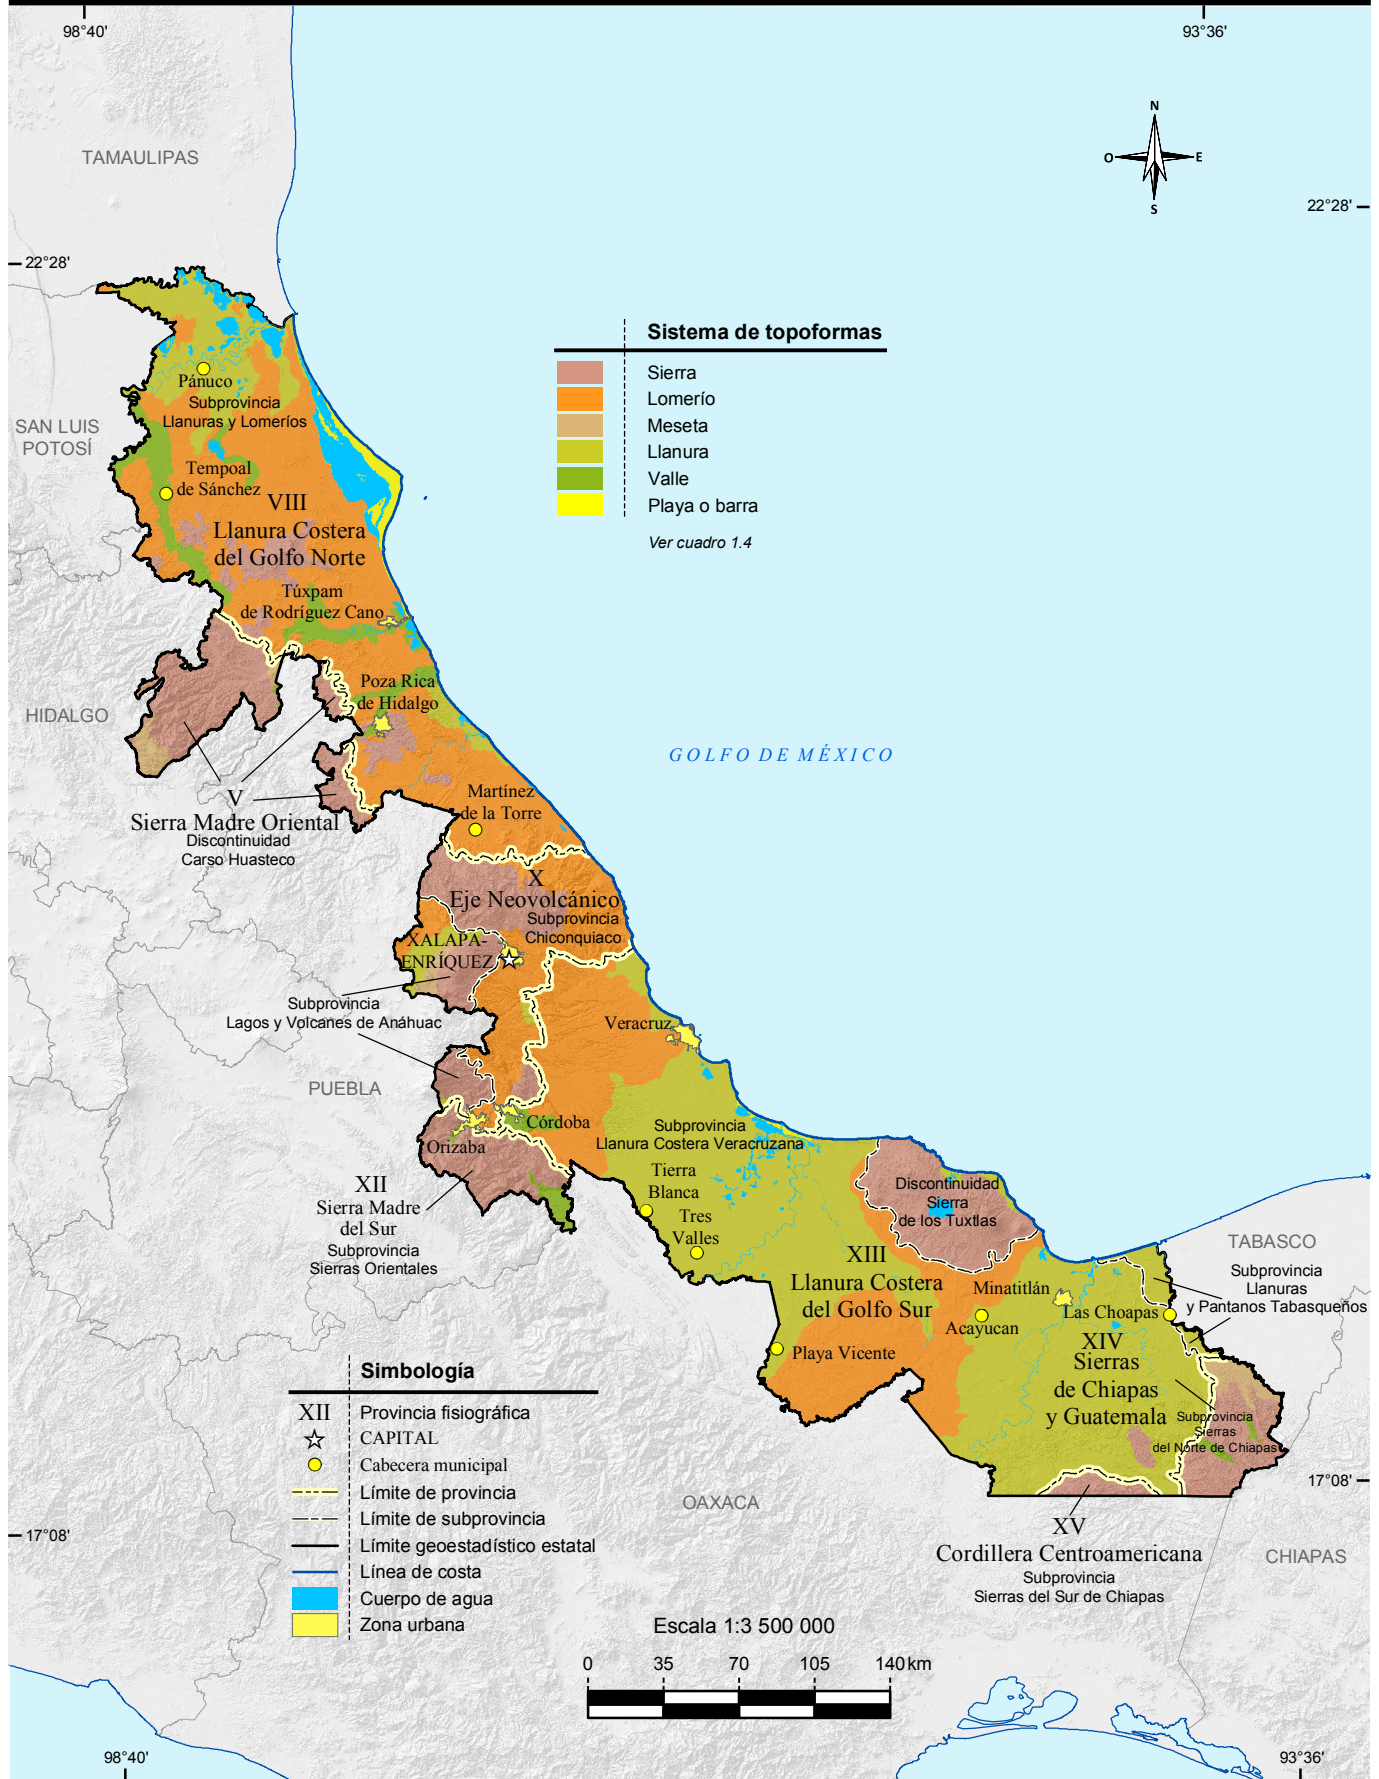 98°40'
93°36'
N
O
E
S
TAMAULIPAS
22°28'
22°28'
Sistema de topoformas
Sierra
Lomerío
Meseta
Llanura
Valle
Playa o barra
Ver cuadro 1.4
Pánuco
Subprovincia
Llanuras y Lomeríos
SAN LUIS
POTOSÍ
Tempoal
de Sánchez
VIII
Llanura Costera
del Golfo Norte
Túxpam
de Rodríguez Cano
Poza Rica
de Hidalgo
HIDALGO
GOLFO DE MÉXICO
V
Sierra Madre Oriental
Discontinuidad
Carso Huasteco
Martínez
de la Torre
X
Eje Neovolcánico
Subprovincia
Chiconquiaco
XALAPA-
ENRÍQUEZ
Subprovincia
Lagos y Volcanes de Anáhuac
Veracruz
PUEBLA
Córdoba
Orizaba
Subprovincia
Llanura Costera Veracruzana
XII
Sierra Madre
del Sur
Subprovincia
Sierras Orientales
Tierra
Blanca
Tres
Valles
Discontinuidad
Sierra
de los Tuxtlas
XIII
Llanura Costera
del Golfo Sur
TABASCO
Subprovincia
Llanuras
y Pantanos Tabasqueños
Minatitlán
Las Choapas
Acayucan
Playa Vicente
XIV
Sierras
de Chiapas
y Guatemala
Subprovincia
Sierras
del Norte de Chiapas
Simbología
XII Provincia fisiográfica
CAPITAL
Cabecera municipal
Límite de provincia
Límite de subprovincia
Límite geoestadístico estatal
Línea de costa
Cuerpo de agua
Zona urbana
OAXACA
17°08'
17°08'
XV
Cordillera Centroamericana
Subprovincia
Sierras del Sur de Chiapas
CHIAPAS
Escala 1:3 500 000
0 35 70 105 140 km
98°40'
93°36'